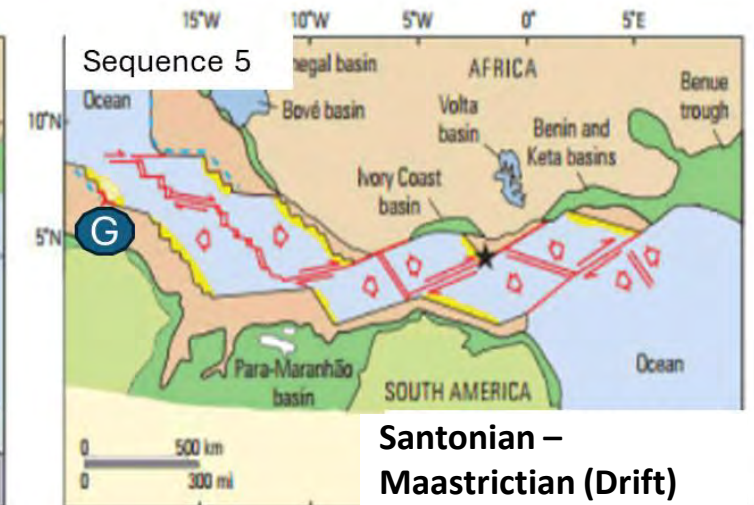 15°W 10°W 5°W 0° 5°E
Sequence 5
negal basin
AFRICA
Ocean
Bové basin
Volta
basin
Benue
trough
10°N
Benin and
Keta basins
Ivory Coast
basin
5°N
G
Para-Maranhão
basin
SOUTH AMERICA
Ocean
0 500 km
0 300 mi
Santonian –
Maastrictian (Drift)